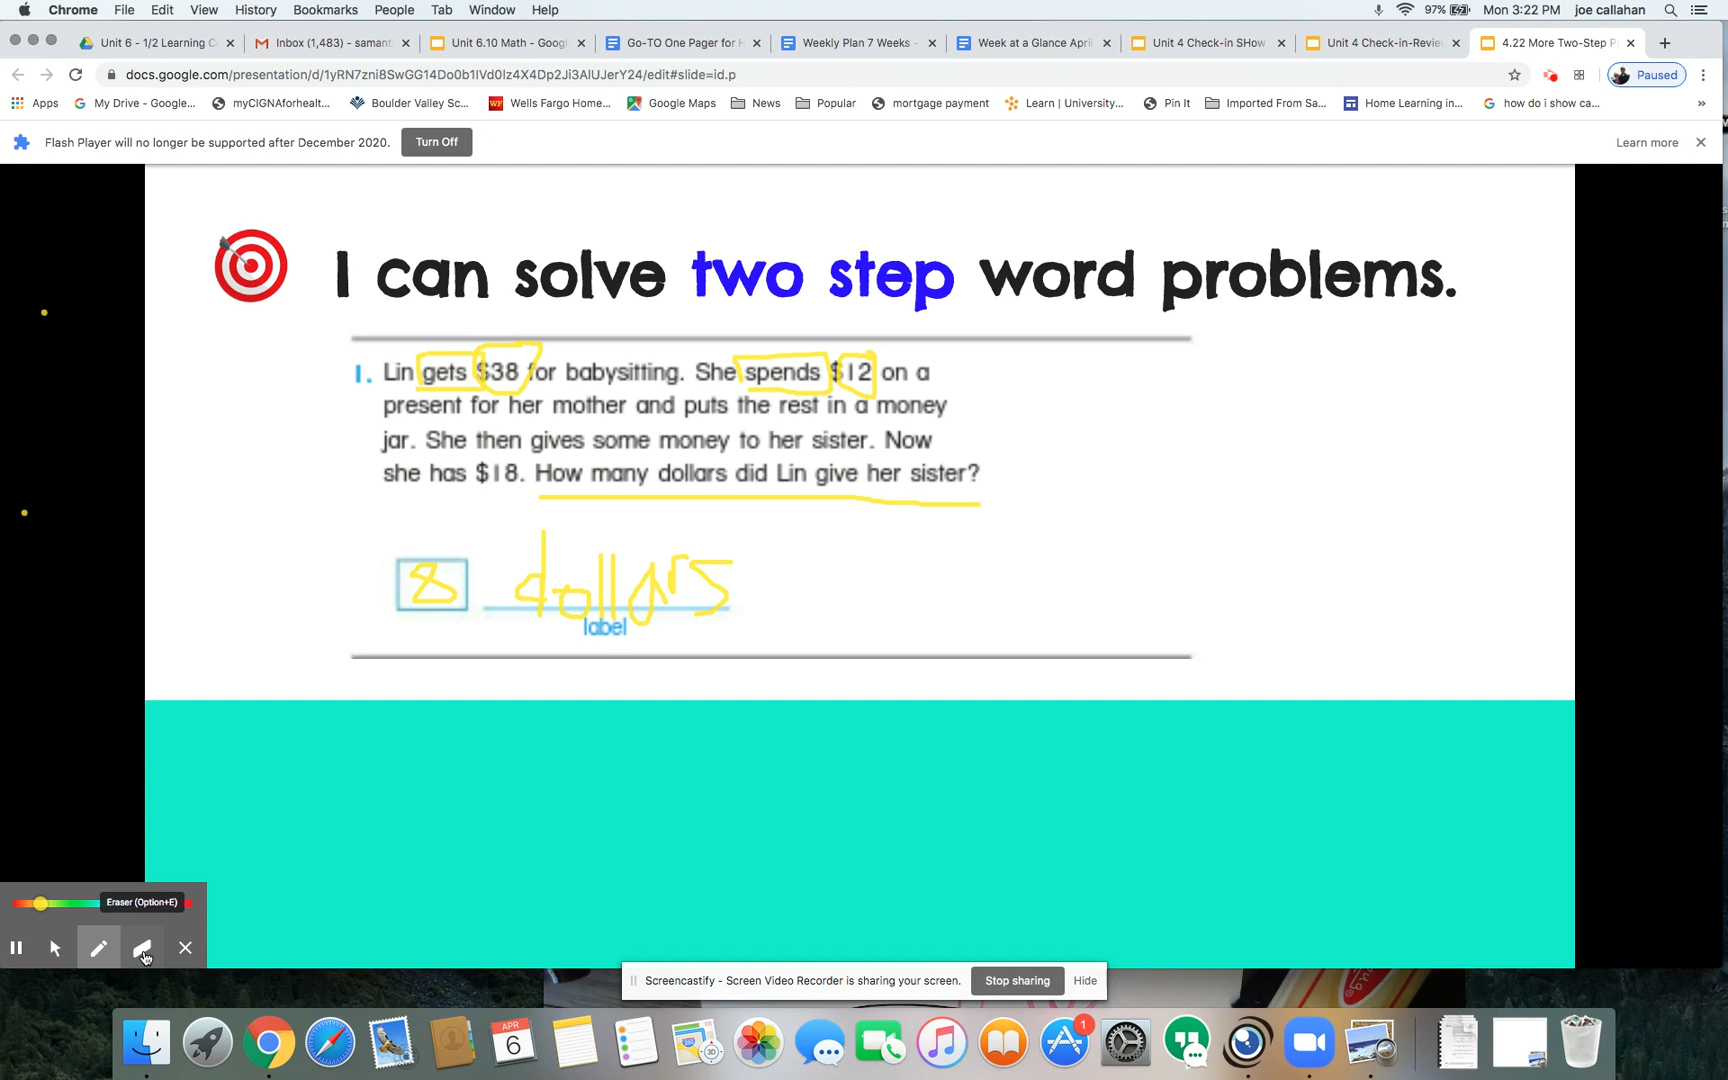 Chrome File Edit View History Bookmarks People Tab Window Help 97% Mon 3:22 PM joe callahan
Unit 6 - 1/2 Learning C Inbox (1,483) - samant Unit 6.10 Math - Goog Go-TO One Pager for H Weekly Plan 7 Weeks - Week at a Glance April Unit 4 Check-in SHow Unit 4 Check-in-Revie 4.22 More Two-Step P
docs.google.com/presentation/d/1yRN7zni8SwGG14Do0b1lVd0Iz4X4Dp2Ji3AlUJerY24/edit#slide=id.p Paused
Apps My Drive - Google... myCIGNAforhealt... Boulder Valley Sc... Wells Fargo Home... Google Maps News Popular mortgage payment Learn | University... Pin It Imported From Sa... Home Learning in... how do i show ca... »
Flash Player will no longer be supported after December 2020. Turn Off Learn more
I can solve two step word problems.
1. Lin gets $38 for babysitting. She spends $12 on a
present for her mother and puts the rest in a money
jar. She then gives some money to her sister. Now
she has $18. How many dollars did Lin give her sister?
8 dollars
label
Eraser (Option+E)
Screencastify - Screen Video Recorder is sharing your screen. Stop sharing Hide
APR
6
1